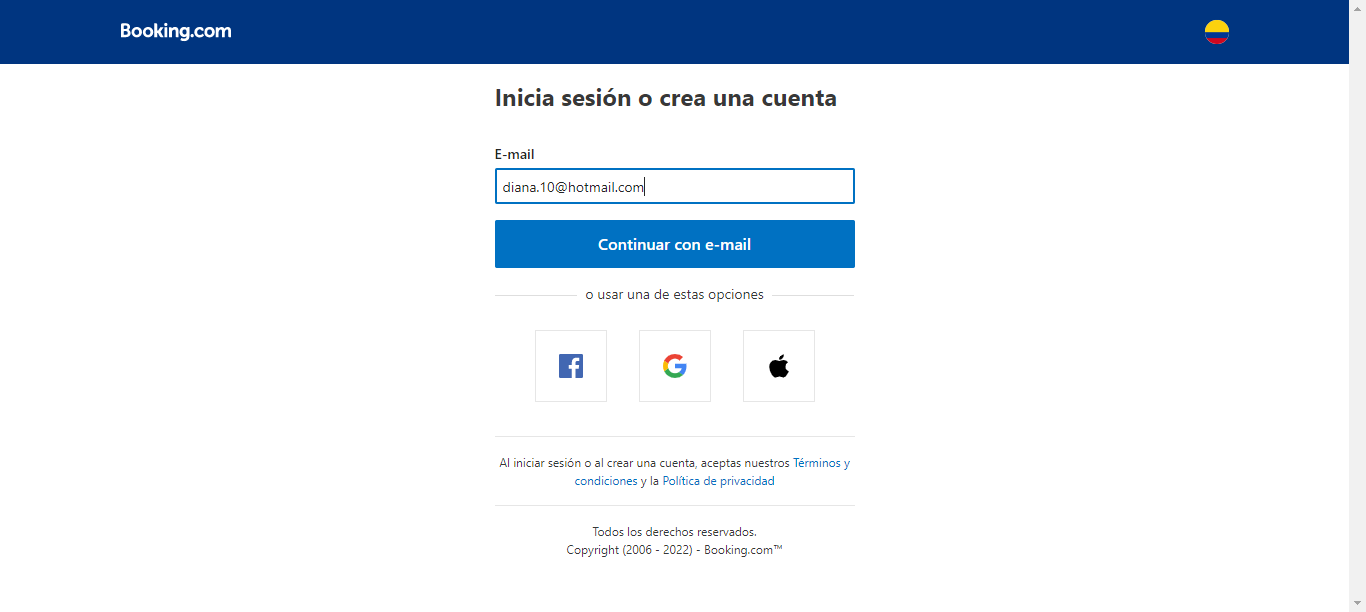 Booking.com
Inicia sesión o crea una cuenta
E-mail
diana.10@hotmail.com
Continuar con e-mail
o usar una de estas opciones
Al iniciar sesión o al crear una cuenta, aceptas nuestros Términos y
condiciones y la Política de privacidad
Todos los derechos reservados.
Copyright (2006 - 2022) - Booking.com™